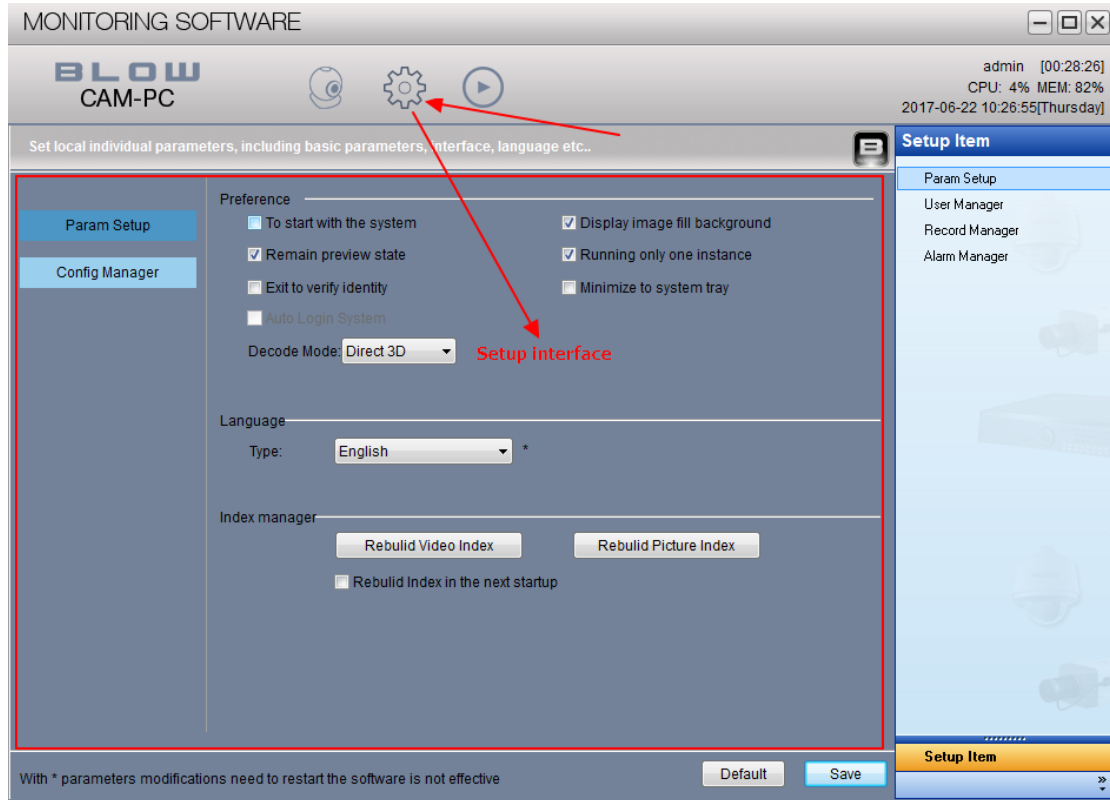 MONITORING SOFTWARE
BLOW
CAM-PC
admin [00:28:26]
CPU: 4% MEM: 82%
2017-06-22 10:26:55[Thursday]
Set local individual parameters, including basic parameters, interface, language etc..
B
Setup Item
Param Setup
User Manager
Record Manager
Alarm Manager
Param Setup
Config Manager
Preference
To start with the system
Display image fill background
Remain preview state
Running only one instance
Exit to verify identity
Minimize to system tray
Auto Login System
Decode Mode: Direct 3D
Setup interface
Language
Type: English *
Index manager
Rebulid Video Index Rebulid Picture Index
Rebulid Index in the next startup
With * parameters modifications need to restart the software is not effective
Default Save
Setup Item